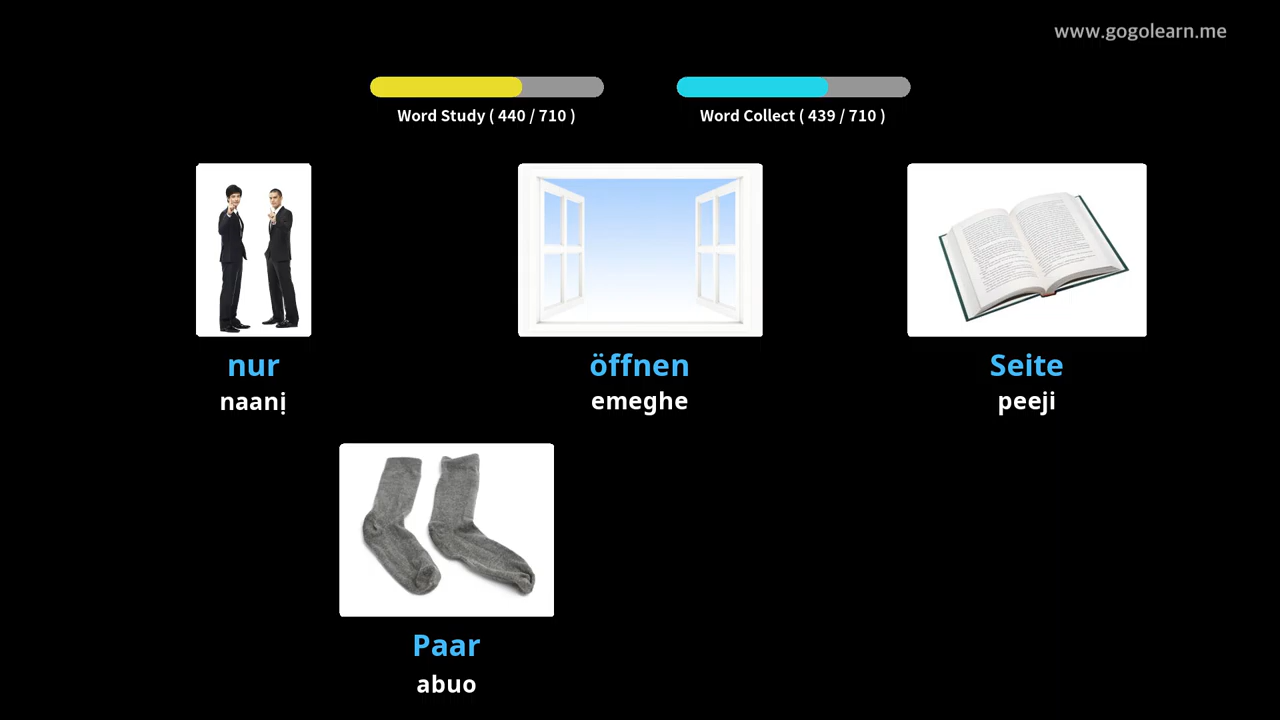 www.gogolearn.me
Word Study ( 440 / 710 )
Word Collect ( 439 / 710 )
nur
naanị
öffnen
emeghe
Seite
peeji
Paar
abuo